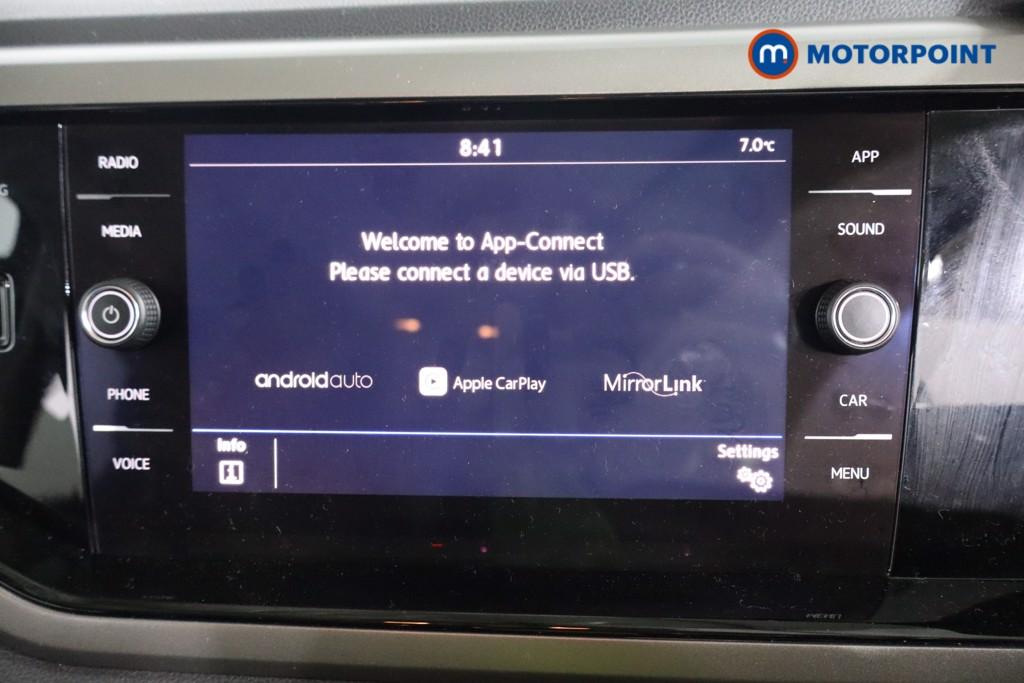 m. MOTORPOINT
8:41
7.0°C
RADIO
MEDIA
PHONE
VOICE
Welcome to App-Connect
Please connect a device via USB.
androidauto
Apple CarPlay
MirrorLink
Info
Settings
APP
SOUND
CAR
MENU